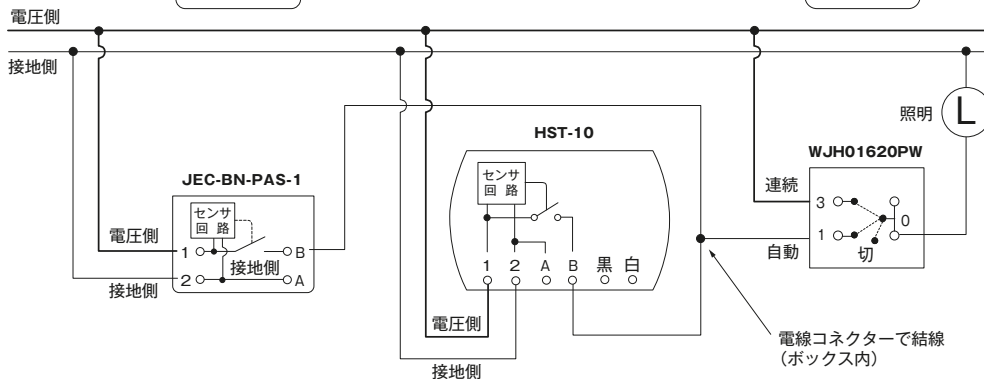 電圧側
接地側
照明
L
HST-10
WJH01620PW
JEC-BN-PAS-1
センサ
回 路
センサ
回 路
連続
3
0
1
切
自動
電圧側
1
B
接地側
2
A
接地側
1
2
A
B
黒
白
電圧側
接地側
電線コネクターで結線
（ボックス内）